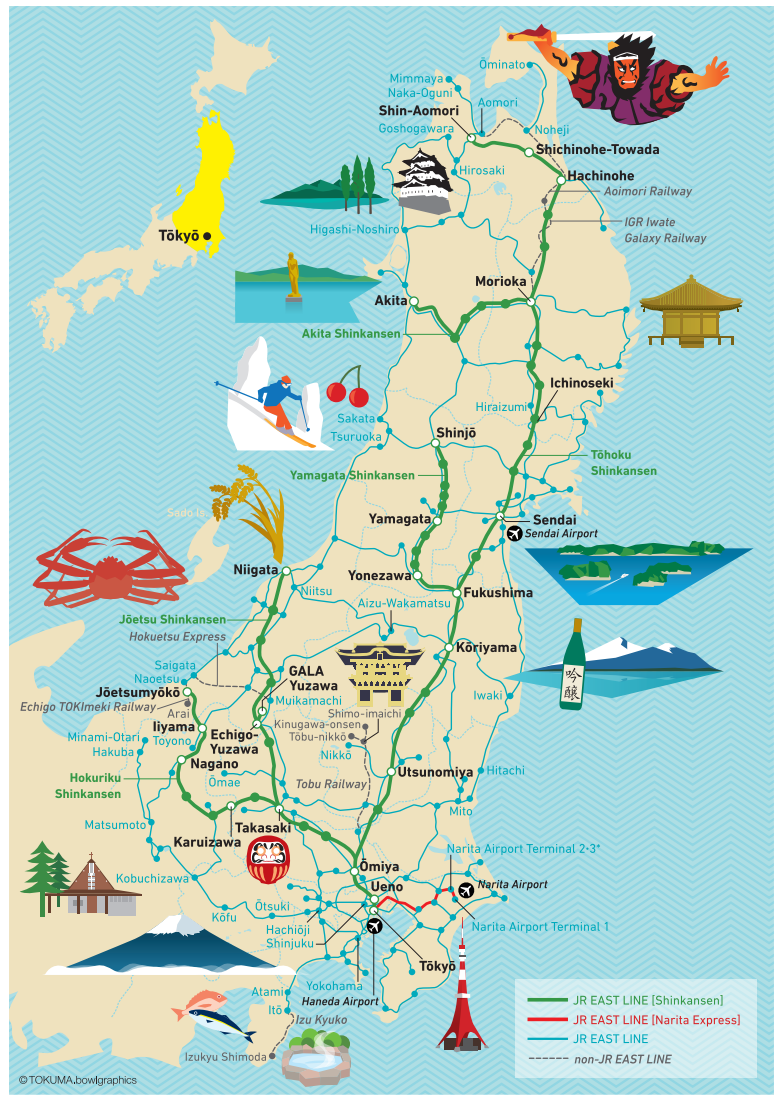 Ōminato
Mimmaya
Naka-Oguni
Aomori
Shin-Aomori
Goshogawara
Noheji
Shichinohe-Towada
Hirosaki
Hachinohe
Aoimori Railway
IGR Iwate
Galaxy Railway
Higashi-Noshiro
Tōkyō
Morioka
Akita
Akita Shinkansen
Ichinoseki
Hiraizumi
Sakata
Tsuruoka
Shinjō
Tōhoku
Shinkansen
Yamagata Shinkansen
Sado Is.
Yamagata
Sendai
Sendai Airport
Niigata
Yonezawa
Niitsu
Fukushima
Aizu-Wakamatsu
Jōetsu Shinkansen
Hokuetsu Express
Kōriyama
吟
醸
Saigata
Naoetsu
GALA
Yuzawa
Jōetsumyōkō
Muikamachi
Iwaki
Echigo TOKImeki Railway
Arai
Shimo-imaichi
Kinugawa-onsen
Tōbu-nikkō
Iiyama
Toyono
Echigo-
Yuzawa
Minami-Otari
Hakuba
Nikkō
Nagano
Utsunomiya
Hitachi
Hokuriku
Shinkansen
Ōmae
Tobu Railway
Mito
Matsumoto
Takasaki
Karuizawa
Narita Airport Terminal 2·3*
Ōmiya
Kobuchizawa
Ueno
Narita Airport
Ōtsuki
Kōfu
Hachiōji
Shinjuku
Narita Airport Terminal 1
Tōkyō
Yokohama
Haneda Airport
Atami
Itō
Izu Kyuko
Izukyu Shimoda
JR EAST LINE [Shinkansen]
JR EAST LINE [Narita Express]
JR EAST LINE
non-JR EAST LINE
© TOKUMA.bowlgraphics